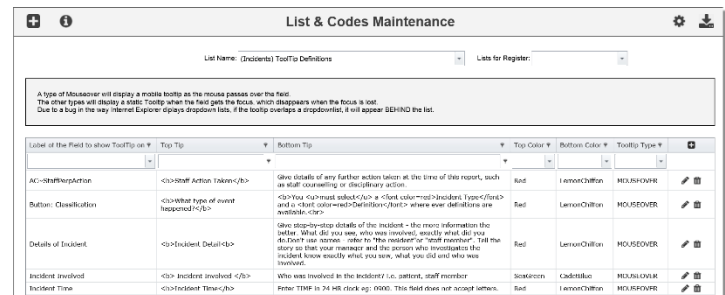 List & Codes Maintenance
List Name: (Incidents) ToolTip Definitions Lists for Register:
A type of Mouseover will display a mobile tooltip as the mouse passes over the field.
The other types will display a static Tooltip when the field gets the focus, which disappears when the focus is lost.
Due to a bug in the way Internet Explorer diplays dropdown lists, if the tooltip overlaps a dropdownlist, it will appear BEHIND the list.
Label of the Field to show ToolTip on Top Tip Bottom Tip Top Color Bottom Color Tooltip Type
AC~StaffPerpAction <b>Staff Action Taken</b> Give details of any further action taken at the time of this report, such
as staff counselling or disciplinary action. Red LemonChiffon MOUSEOVER
Button: Classification <b>What type of event
happened?</b> <b>You <u>must select</u> a <font color=red>Incident Type</font>
and a <font color=red>Definition</font> where ever definitions are
available.<br> Red LemonChiffon MOUSEOVER
Details of Incident <b>Incident Detail<b> Give step-by-step details of the incident - the more information the
better. What did you see, who was involved, exactly what did you
do.Don't use names - refer to "the resident"or "staff member". Tell the
story so that your manager and the person who investigates the
incident know exactly what you saw, what you did and who was
involved. Red LemonChiffon MOUSEOVER
Incident Involved <b> Incident Involved </b> Who was involved in the incident? i.e. patient, staff member SeaGreen CadetBlue MOUSEOVER
Incident Time <b>Incident Time</b> Enter TIME in 24 HR clock eg: 0900. This field does not accept letters. Red LemonChiffon MOUSEOVER